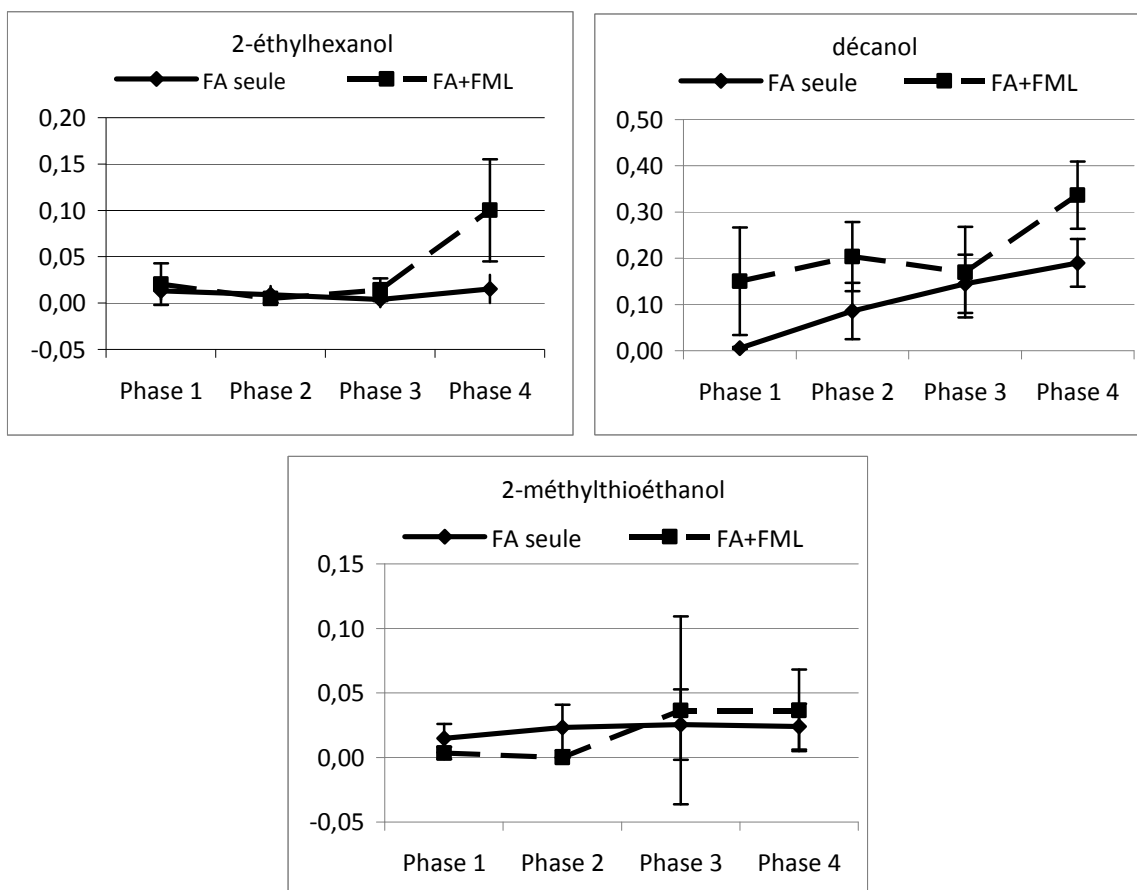 2-éthylhexanol
FA seule FA+FML
0,20
0,15
0,10
0,05
0,00
-0,05
Phase 1 Phase 2 Phase 3 Phase 4
décanol
FA seule FA+FML
0,50
0,40
0,30
0,20
0,10
0,00
Phase 1 Phase 2 Phase 3 Phase 4
2-méthylthioéthanol
FA seule FA+FML
0,15
0,10
0,05
0,00
-0,05
Phase 1 Phase 2 Phase 3 Phase 4